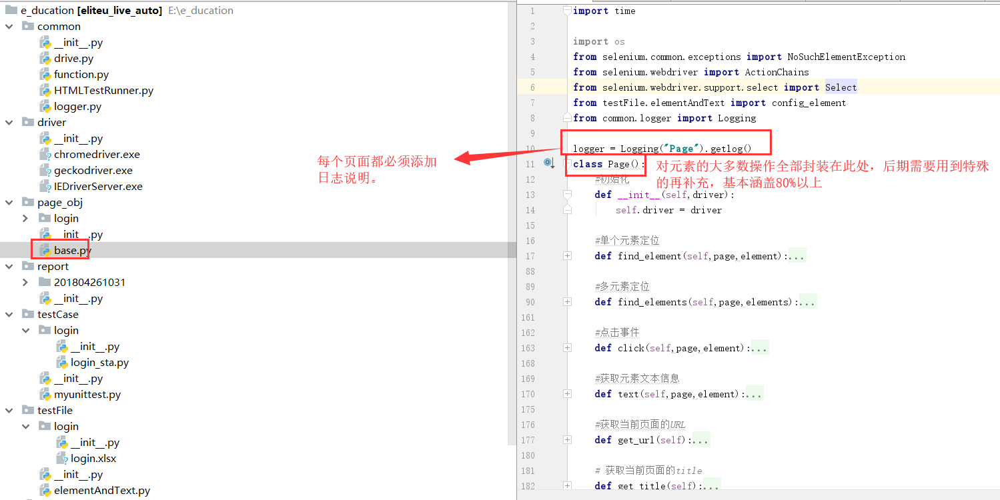 e_ducation [eliteu_live_auto] E:\e_ducation
common
__init__.py
drive.py
function.py
HTMLTestRunner.py
logger.py
driver
__init__.py
chromedriver.exe
geckodriver.exe
IEDriverServer.exe
page_obj
login
__init__.py
base.py
report
201804261031
__init__.py
testCase
login
__init__.py
login_sta.py
__init__.py
myunittest.py
testFile
login
__init__.py
login.xlsx
__init__.py
elementAndText.py
每个页面都必须添加
日志说明。
1 import time
2
3 import os
4 from selenium.common.exceptions import NoSuchElementException
5 from selenium.webdriver import ActionChains
6 from selenium.webdriver.support.select import Select
7 from testFile.elementAndText import config_element
8 from common.logger import Logging
9
10 logger = Logging("Page").getlog()
11 class Page():
对元素的大多数操作全部封装在此处，后期需要用到特殊
的再补充，基本涵盖80%以上
12 #初始化
13 def __init__(self,driver):
14 self.driver = driver
15
16 #单个元素定位
17 def find_element(self,page,element):...
88
89 #多元素定位
90 def find_elements(self,page,elements):...
161
162 #点击事件
163 def click(self,page,element):...
168
169 #获取元素文本信息
170 def text(self,page,element):...
175
176 #获取当前页面的URL
177 def get_url(self):...
180
181 # 获取当前页面的title
182 def get_title(self):...